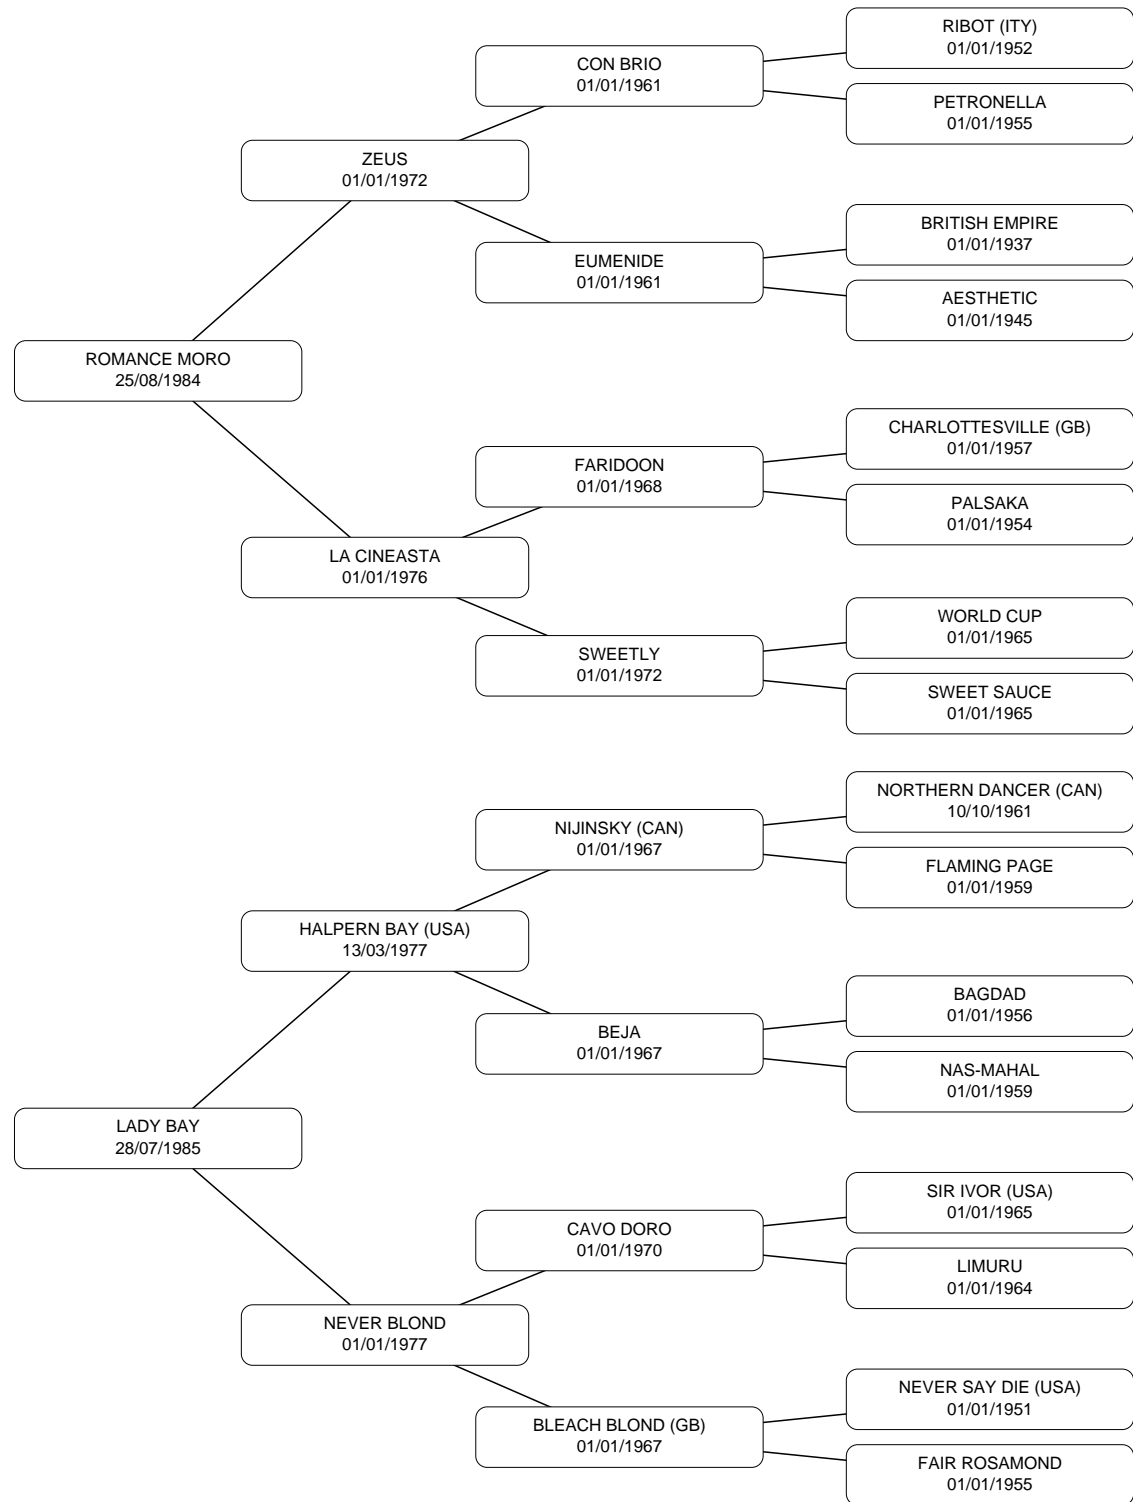 RIBOT (ITY)
01/01/1952
CON BRIO
01/01/1961
PETRONELLA
01/01/1955
ZEUS
01/01/1972
BRITISH EMPIRE
01/01/1937
EUMENIDE
01/01/1961
AESTHETIC
01/01/1945
ROMANCE MORO
25/08/1984
CHARLOTTESVILLE (GB)
01/01/1957
FARIDOON
01/01/1968
PALSAKA
01/01/1954
LA CINEASTA
01/01/1976
WORLD CUP
01/01/1965
SWEETLY
01/01/1972
SWEET SAUCE
01/01/1965
NORTHERN DANCER (CAN)
10/10/1961
NIJINSKY (CAN)
01/01/1967
FLAMING PAGE
01/01/1959
HALPERN BAY (USA)
13/03/1977
BAGDAD
01/01/1956
BEJA
01/01/1967
NAS-MAHAL
01/01/1959
LADY BAY
28/07/1985
SIR IVOR (USA)
01/01/1965
CAVO DORO
01/01/1970
LIMURU
01/01/1964
NEVER BLOND
01/01/1977
NEVER SAY DIE (USA)
01/01/1951
BLEACH BLOND (GB)
01/01/1967
FAIR ROSAMOND
01/01/1955